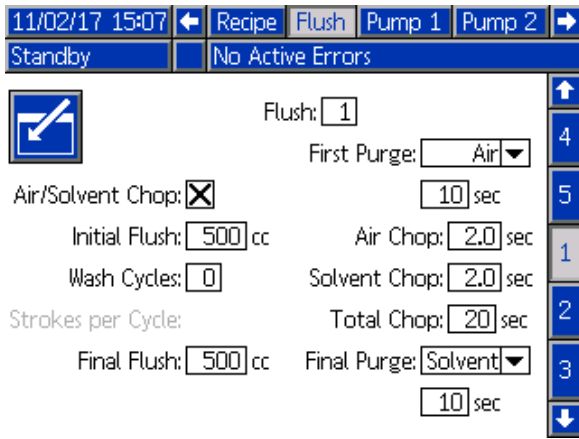 11/02/17 15:07 Recipe Flush Pump 1 Pump 2
Standby No Active Errors
Flush: 1
First Purge: Air
4
Air/Solvent Chop: 10 sec
5
Initial Flush: 500 cc Air Chop: 2.0 sec
1
Wash Cycles: 0 Solvent Chop: 2.0 sec
Strokes per Cycle: Total Chop: 20 sec
2
Final Flush: 500 cc Final Purge: Solvent
3
10 sec